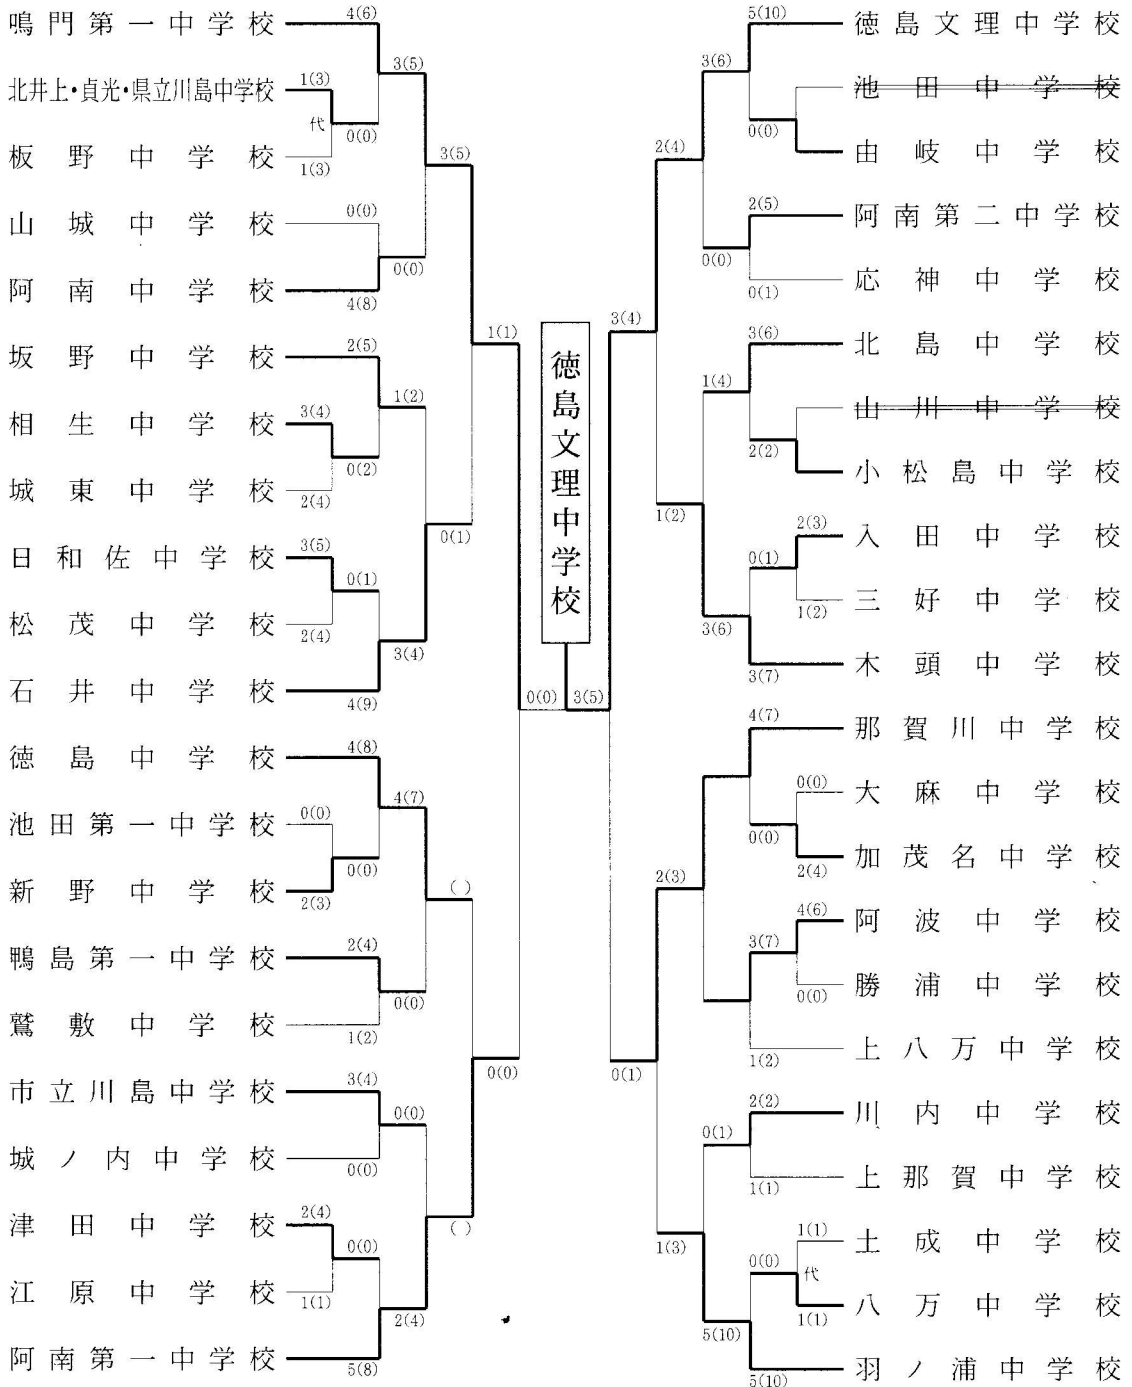 鳴門第一中学校
4(6)
3(5)
北井上・貞光・県立川島中学校
1(3)
代
0(0)
板野中学校
1(3)
3(5)
山城中学校
0(0)
0(0)
阿南中学校
4(8)
1(1)
坂野中学校
2(5)
1(2)
相生中学校
3(4)
0(2)
城東中学校
2(4)
0(1)
日和佐中学校
3(5)
0(1)
松茂中学校
2(4)
3(4)
石井中学校
4(9)
0(0)
徳島中学校
4(8)
4(7)
池田第一中学校
0(0)
0(0)
新野中学校
2(3)
( )
鴨島第一中学校
2(4)
0(0)
鷲敷中学校
1(2)
0(0)
市立川島中学校
3(4)
0(0)
城ノ内中学校
0(0)
津田中学校
2(4)
( )
0(0)
江原中学校
1(1)
2(4)
阿南第一中学校
5(8)
徳島文理中学校
3(5)
5(10)
徳島文理中学校
3(6)
池田中学校
0(0)
由岐中学校
2(4)
2(5)
阿南第二中学校
0(0)
応神中学校
0(1)
3(4)
3(6)
北島中学校
1(4)
山川中学校
2(2)
小松島中学校
1(2)
2(3)
入田中学校
0(1)
三好中学校
1(2)
3(6)
木頭中学校
3(7)
4(7)
那賀川中学校
0(0)
大麻中学校
0(0)
加茂名中学校
2(4)
2(3)
4(6)
阿波中学校
3(7)
勝浦中学校
0(0)
上八万中学校
1(2)
0(1)
2(2)
川内中学校
0(1)
上那賀中学校
1(1)
1(3)
1(1)
土成中学校
0(0)
代
八万中学校
1(1)
5(10)
羽ノ浦中学校
5(10)